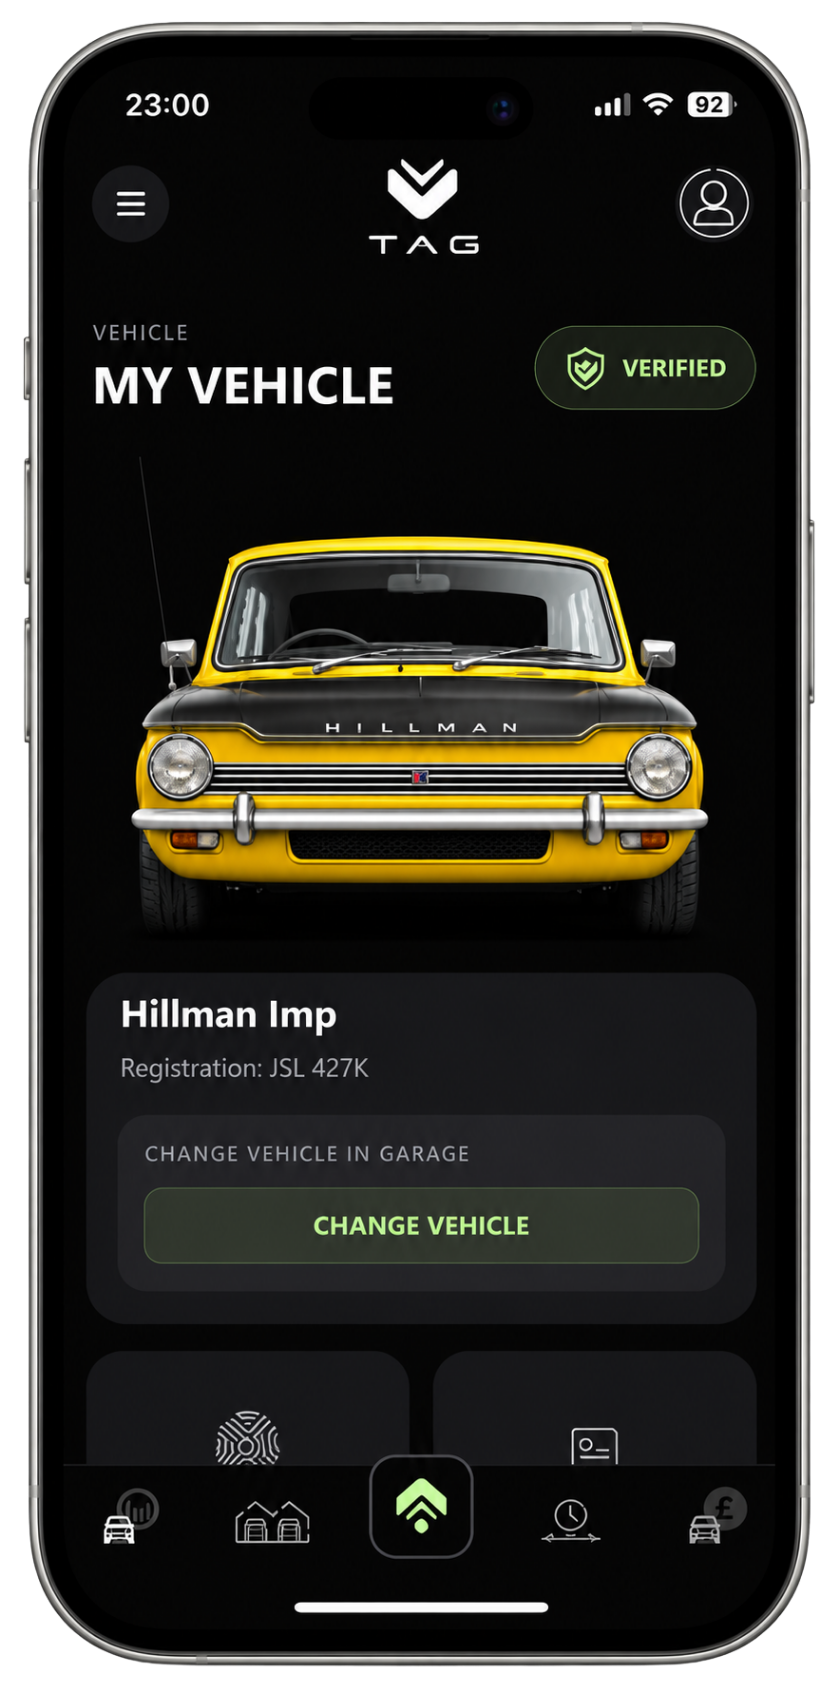 23:00
92
TAG
VEHICLE
MY VEHICLE
VERIFIED
HILLMAN
Hillman Imp
Registration: JSL 427K
CHANGE VEHICLE IN GARAGE
CHANGE VEHICLE
£